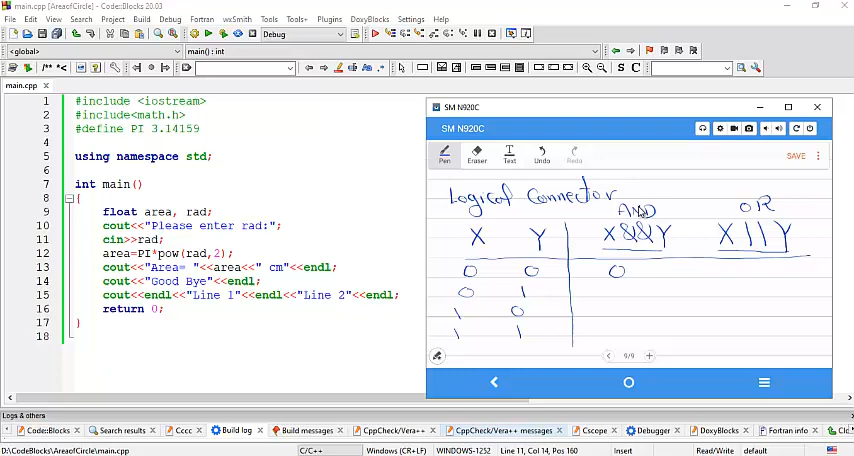 main.cpp [AreaofCircle] - Code::Blocks 20.03
File Edit View Search Project Build Debug Fortran wxSmith Tools Tools+ Plugins DoxyBlocks Settings Help
Debug
<global> main() : int
S C
main.cpp
1 #include <iostream>
2 #include<math.h>
3 #define PI 3.14159
4
5 using namespace std;
6
7 int main()
8 {
9 float area, rad;
10 cout<<"Please enter rad:";
11 cin>>rad;
12 area=PI*pow(rad,2);
13 cout<<"Area= "<<area<<" cm"<<endl;
14 cout<<"Good Bye"<<endl;
15 cout<<endl<<"Line 1"<<endl<<"Line 2"<<endl;
16 return 0;
17 }
18
SM N920C
SM N920C
Pen Eraser Text Undo Redo SAVE
Logical Connector
AND OR
X Y X&&Y X||Y
0 0 0
0 1
1 0
1 1
9/9
Logs & others
Code::Blocks Search results Cccc Build log Build messages CppCheck/Vera++ CppCheck/Vera++ messages Cscope Debugger DoxyBlocks Fortran info Clo
D:\CodeBlocks\AreaofCircle\main.cpp C/C++ Windows (CR+LF) WINDOWS-1252 Line 11, Col 14, Pos 160 Insert Read/Write default